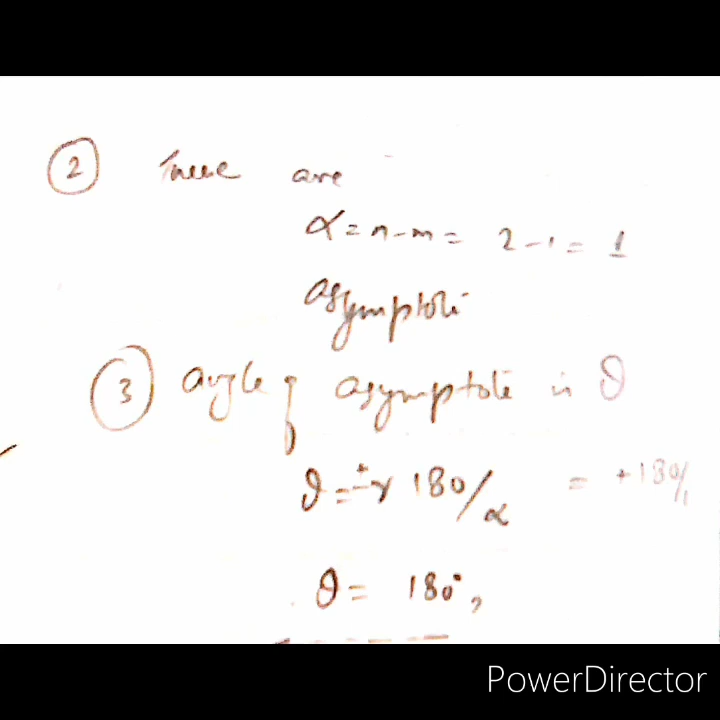 ② There are
α = n - m = 2 - 1 = 1
asymptote
③ angle of asymptote is θ
θ = ± r 180/α = +180/1
θ = 180°,
PowerDirector